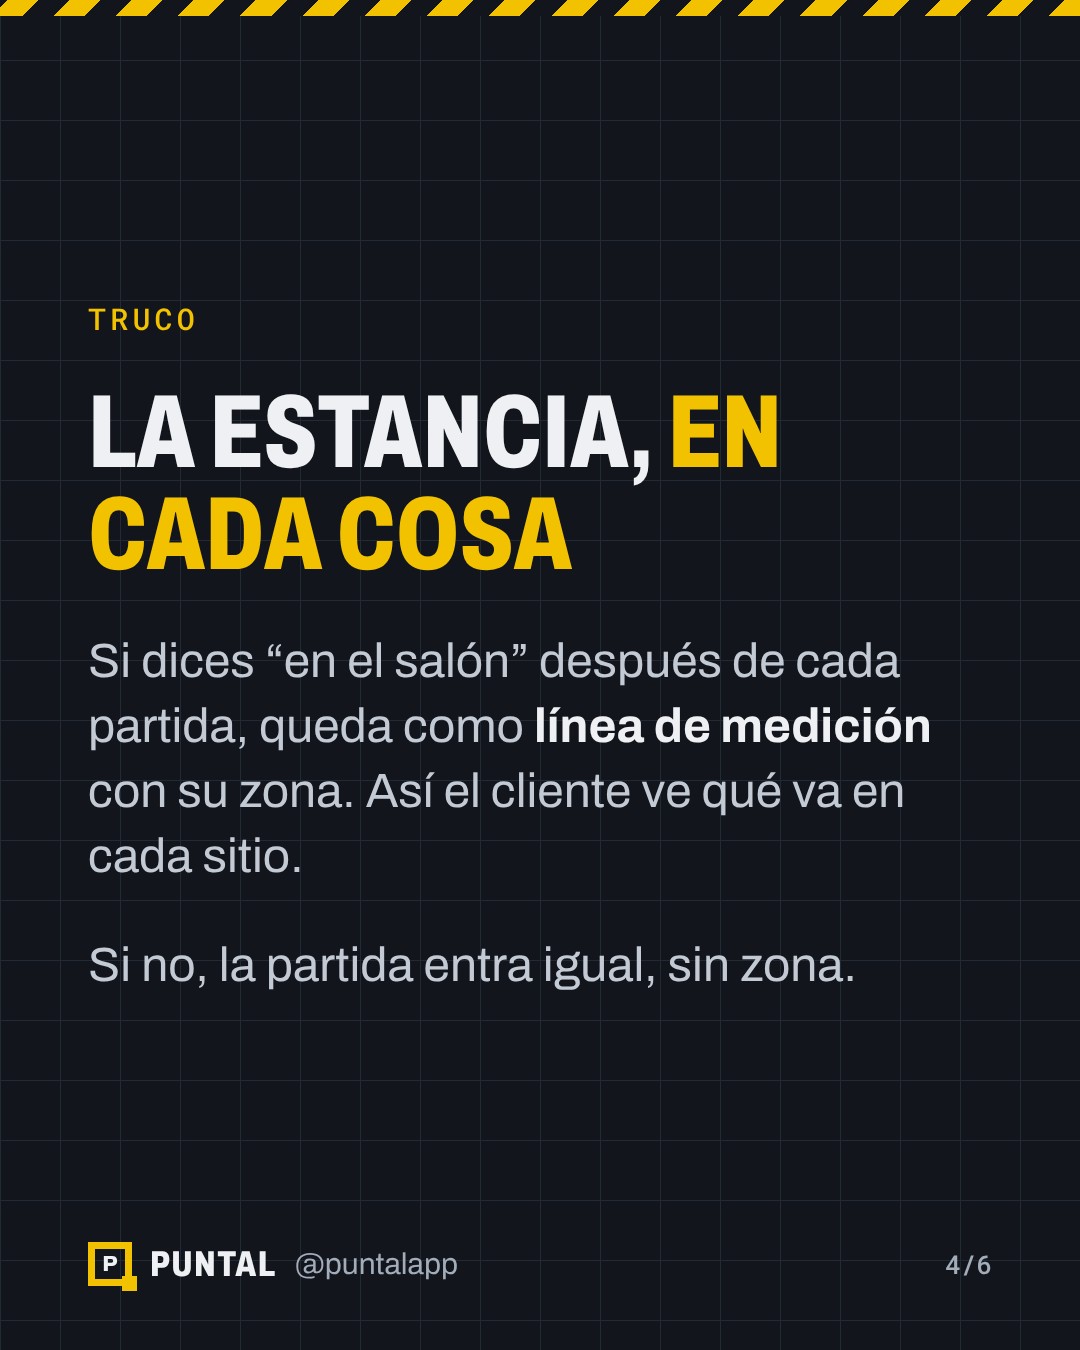 TRUCO
LA ESTANCIA, EN
CADA COSA
Si dices “en el salón” después de cada
partida, queda como línea de medición
con su zona. Así el cliente ve qué va en
cada sitio.
Si no, la partida entra igual, sin zona.
P PUNTAL @puntalapp 4/6